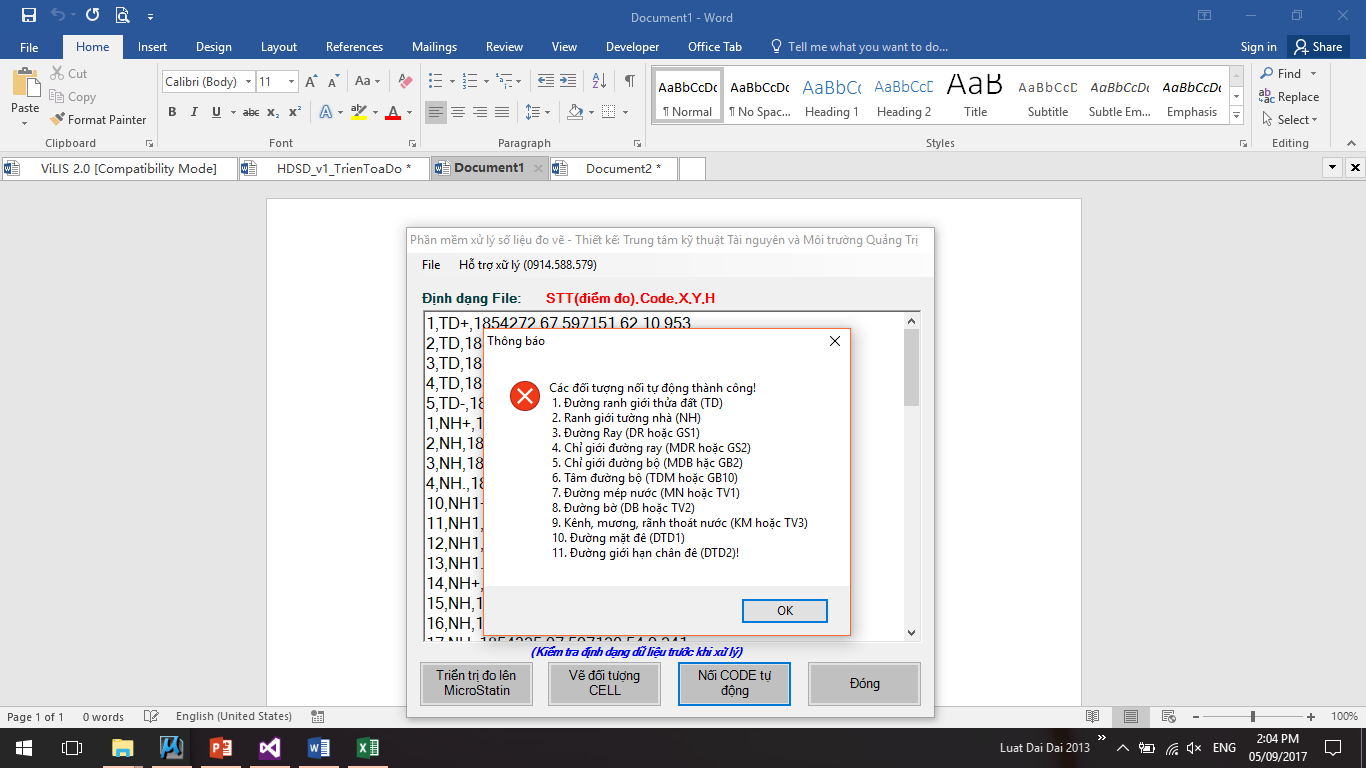 Document1 - Word
File Home Insert Design Layout References Mailings Review View Developer Office Tab Tell me what you want to do... Sign in Share
Paste
Cut
Copy
Format Painter
Clipboard
Calibri (Body) 11
Font
Paragraph
AaBbCcDc AaBbCcDc AaBbCc AaBbCcD AaB AaBbCcD AaBbCcDc AaBbCcDc
¶ Normal ¶ No Spac... Heading 1 Heading 2 Title Subtitle Subtle Em... Emphasis
Styles
Find
Replace
Select
Editing
ViLIS 2.0 [Compatibility Mode] HDSD_v1_TrienToaDo * Document1 Document2 *
Phần mềm xử lý số liệu đo vẽ - Thiết kế: Trung tâm kỹ thuật Tài nguyên và Môi trường Quảng Trị
File Hỗ trợ xữ lý (0914.588.579)
Định dạng File: STT(điểm đo),Code,X,Y,H
1,TD+,1854272.67,597151.62,10.953
2,TD,18
3,TD,18
4,TD,18
5,TD-,18
1,NH+,1
2,NH,18
3,NH,18
4,NH.,18
10,NH1+
11,NH1,
12,NH1,
13,NH1.
14,NH+,
15,NH,1
16,NH,1
Thông báo
Các đối tượng nối tự động thành công!
1. Đường ranh giới thửa đất (TD)
2. Ranh giới tường nhà (NH)
3. Đường Ray (DR hoặc GS1)
4. Chỉ giới đường ray (MDR hoặc GS2)
5. Chỉ giới đường bộ (MDB hặc GB2)
6. Tâm đường bộ (TDM hoặc GB10)
7. Đường mép nước (MN hoặc TV1)
8. Đường bờ (DB hoặc TV2)
9. Kênh, mương, rãnh thoát nước (KM hoặc TV3)
10. Đường mặt đê (DTD1)
11. Đường giới hạn chân đê (DTD2)!
OK
(Kiểm tra định dạng dữ liệu trước khi xử lý)
Triển trị đo lên
MicroStatin
Vẽ đối tượng
CELL
Nối CODE tự
động
Đóng
Page 1 of 1 0 words English (United States) 100%
Luat Dai Dai 2013 ENG
2:04 PM
05/09/2017